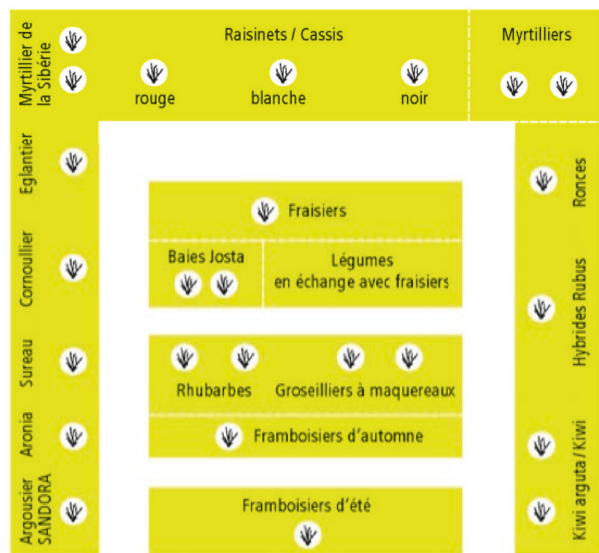 Myrtillier de
la Sibérie
Raisinets / Cassis
rouge
blanche
noir
Myrtilliers
Eglantier
Cornoullier
Sureau
Aronia
Argousier
SANDORA
Fraisiers
Baies Josta
Légumes
en échange avec fraisiers
Rhubarbes
Groseilliers à maquereaux
Framboisiers d'automne
Framboisiers d'été
Ronces
Hybrides Rubus
Kiwi arguta / Kiwi